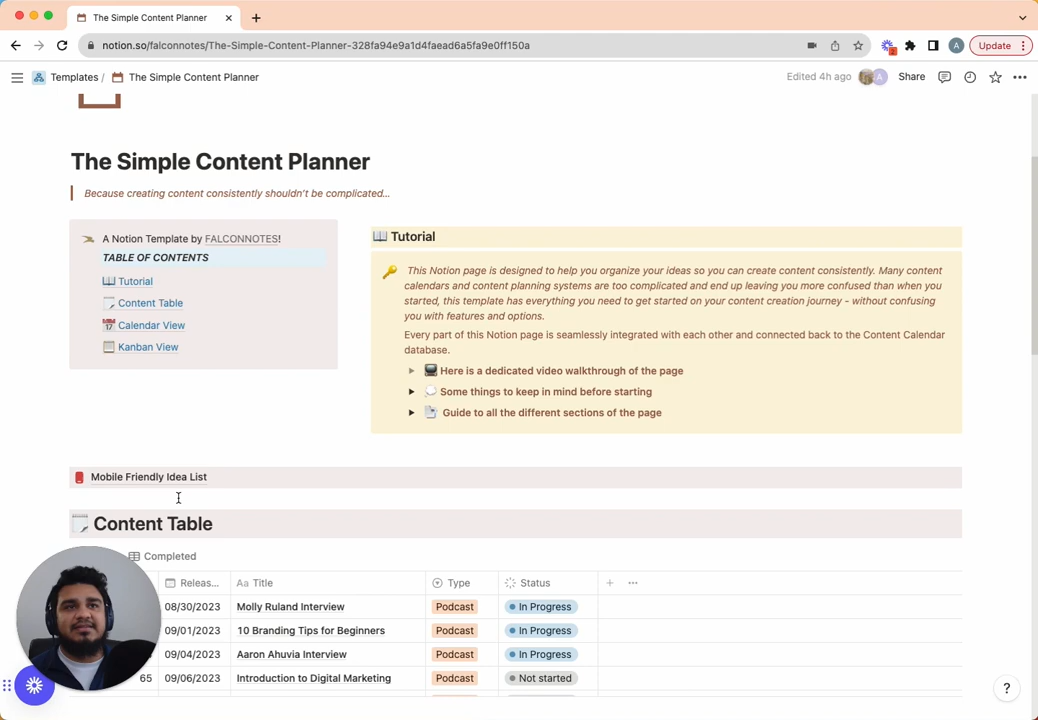 The Simple Content Planner
notion.so/falconnotes/The-Simple-Content-Planner-328fa94e9a1d4faead6a5fa9e0ff150a
A
Update
Templates / The Simple Content Planner
Edited 4h ago
A
Share
The Simple Content Planner
Because creating content consistently shouldn't be complicated...
A Notion Template by FALCONNOTES!
TABLE OF CONTENTS
Tutorial
Content Table
Calendar View
Kanban View
Tutorial
This Notion page is designed to help you organize your ideas so you can create content consistently. Many content
calendars and content planning systems are too complicated and end up leaving you more confused than when you
started, this template has everything you need to get started on your content creation journey - without confusing
you with features and options.
Every part of this Notion page is seamlessly integrated with each other and connected back to the Content Calendar
database.
Here is a dedicated video walkthrough of the page
Some things to keep in mind before starting
Guide to all the different sections of the page
Mobile Friendly Idea List
Content Table
Completed
Releas... Aa Title Type Status
08/30/2023 Molly Ruland Interview Podcast In Progress
09/01/2023 10 Branding Tips for Beginners Podcast In Progress
09/04/2023 Aaron Ahuvia Interview Podcast In Progress
65 09/06/2023 Introduction to Digital Marketing Podcast Not started
?